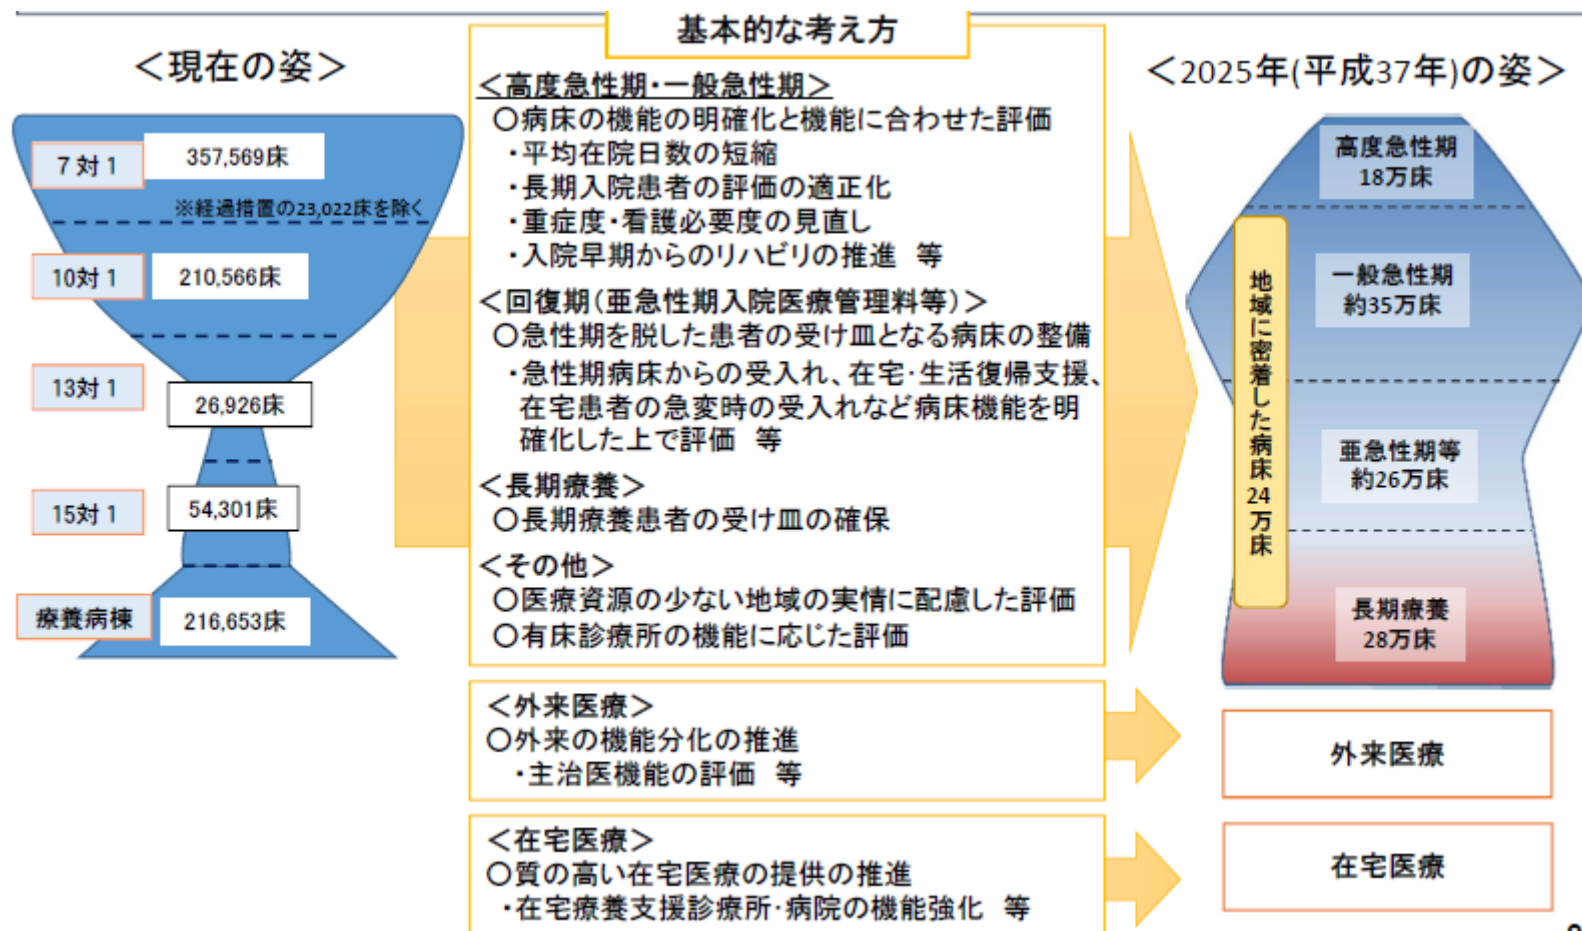 基本的な考え方
＜現在の姿＞
7対1
357,569床
※経過措置の23,022床を除く
10対1
210,566床
13対1
26,926床
15対1
54,301床
療養病棟
216,653床
＜高度急性期・一般急性期＞
○病床の機能の明確化と機能に合わせた評価
・平均在院日数の短縮
・長期入院患者の評価の適正化
・重症度・看護必要度の見直し
・入院早期からのリハビリの推進　等
＜回復期（亜急性期入院医療管理料等）＞
○急性期を脱した患者の受け皿となる病床の整備
・急性期病床からの受入れ、在宅・生活復帰支援、
在宅患者の急変時の受入れなど病床機能を明
確化した上で評価　等
＜長期療養＞
○長期療養患者の受け皿の確保
＜その他＞
○医療資源の少ない地域の実情に配慮した評価
○有床診療所の機能に応じた評価
＜外来医療＞
○外来の機能分化の推進
・主治医機能の評価　等
＜在宅医療＞
○質の高い在宅医療の提供の推進
・在宅療養支援診療所・病院の機能強化　等
＜2025年(平成37年)の姿＞
高度急性期
18万床
一般急性期
約35万床
亜急性期等
約26万床
長期療養
28万床
地域に密着した病床24万床
外来医療
在宅医療